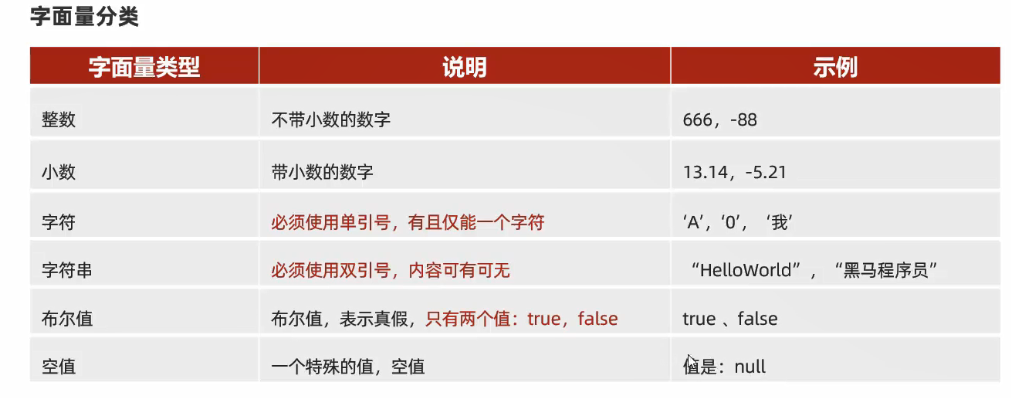 字面量分类
字面量类型 说明 示例
整数 不带小数的数字 666，-88
小数 带小数的数字 13.14，-5.21
字符 必须使用单引号，有且仅能一个字符 ‘A’，‘0’， ‘我’
字符串 必须使用双引号，内容可有可无 “HelloWorld”，“黑马程序员”
布尔值 布尔值，表示真假，只有两个值：true，false true 、false
空值 一个特殊的值，空值 值是：null